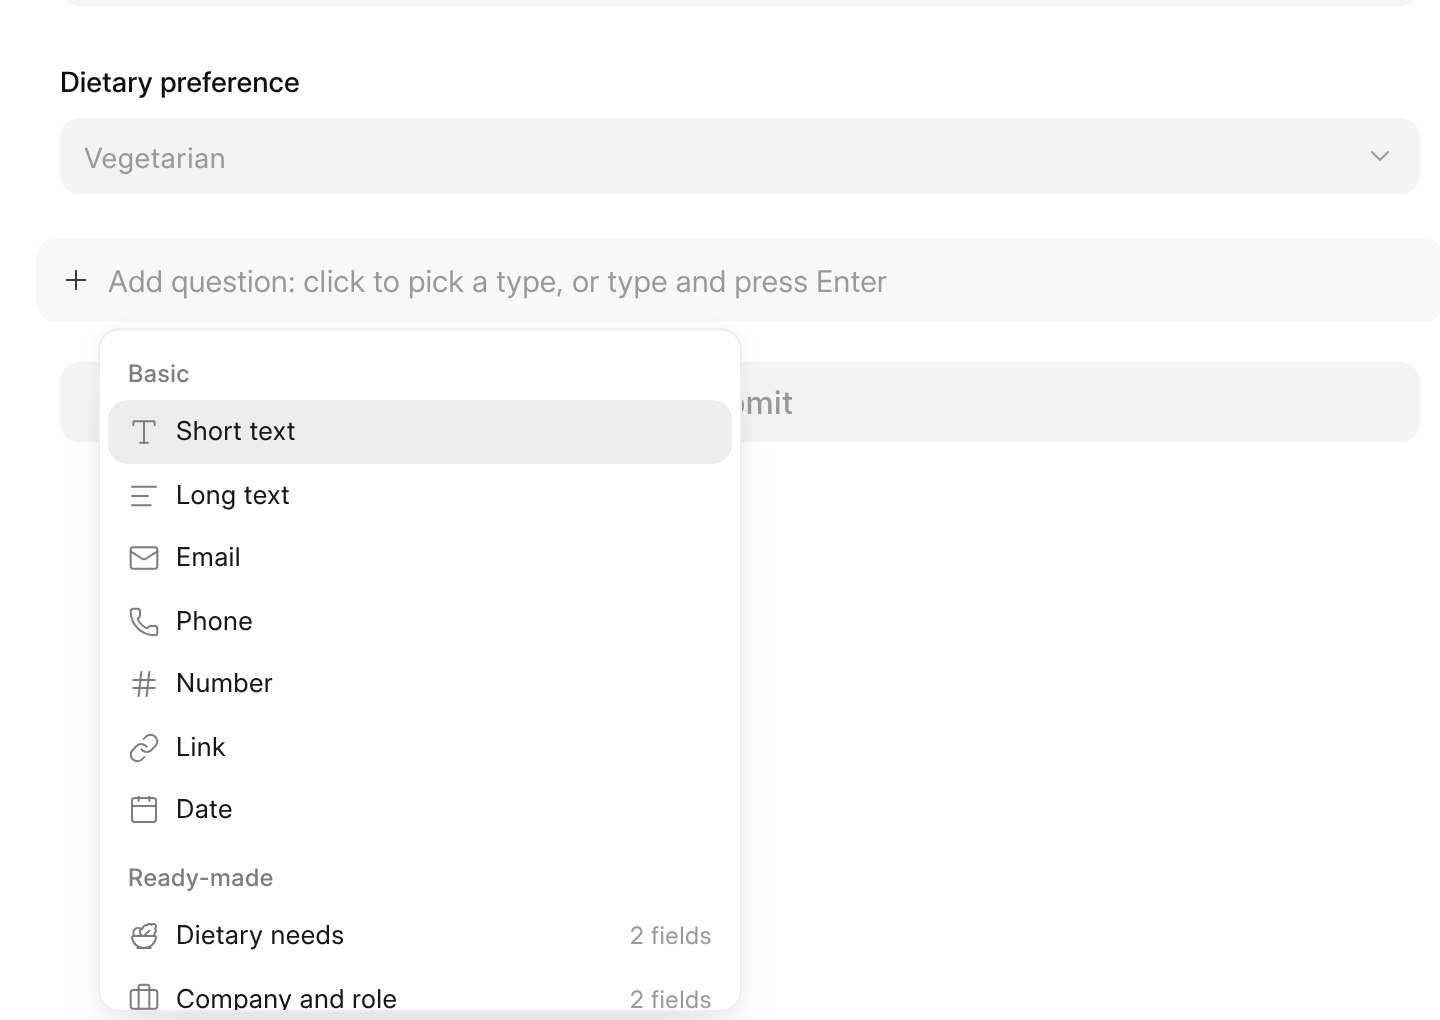 Dietary preference
Vegetarian
Add question: click to pick a type, or type and press Enter
Basic
Short text
Long text
Email
Phone
Number
Link
Date
Ready-made
Dietary needs 2 fields
Company and role 2 fields